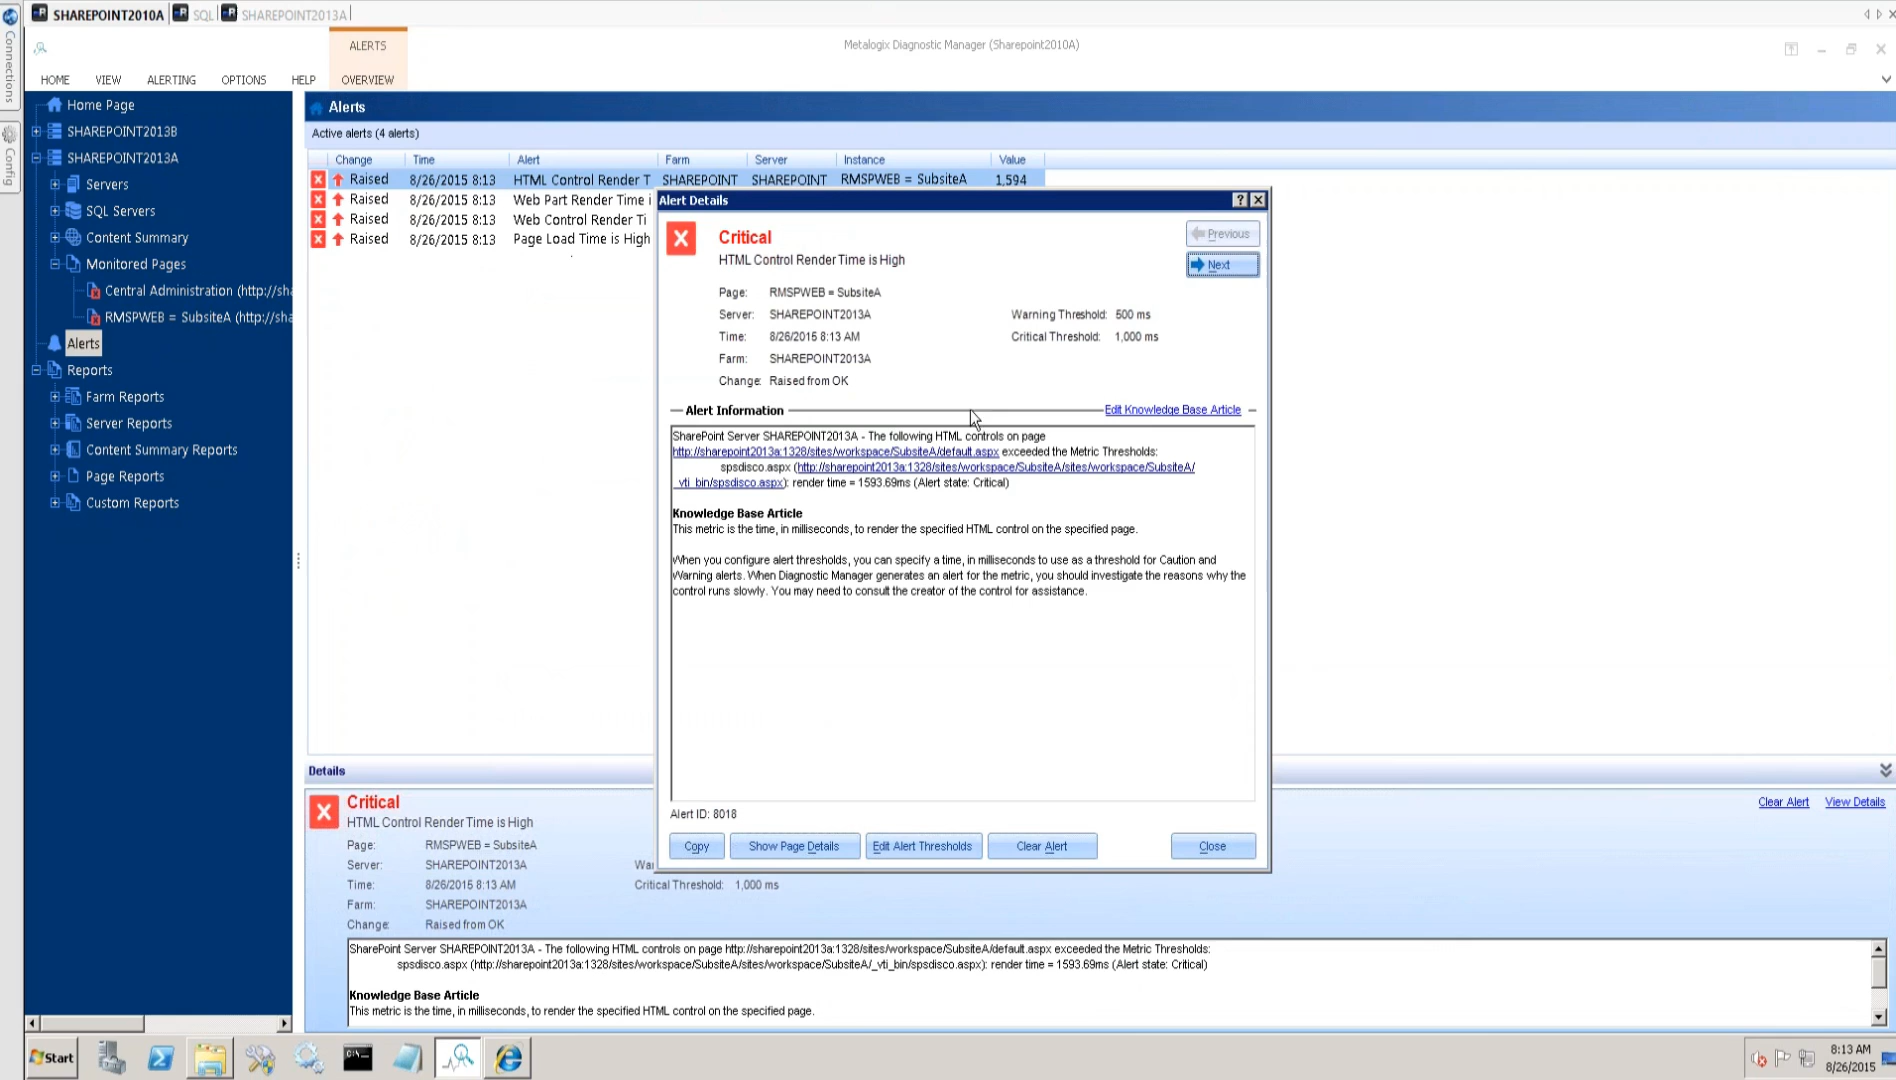 SHAREPOINT2010A SQL SHAREPOINT2013A
Connections
Config
ALERTS
Metalogix Diagnostic Manager (Sharepoint2010A)
HOME VIEW ALERTING OPTIONS HELP OVERVIEW
Home Page
SHAREPOINT2013B
SHAREPOINT2013A
Servers
SQL Servers
Content Summary
Monitored Pages
Central Administration (http://sha
RMSPWEB = SubsiteA (http://sha
Alerts
Reports
Farm Reports
Server Reports
Content Summary Reports
Page Reports
Custom Reports
Alerts
Active alerts (4 alerts)
Change Time Alert Farm Server Instance Value
Raised 8/26/2015 8:13 HTML Control Render T SHAREPOINT SHAREPOINT RMSPWEB = SubsiteA 1,594
Raised 8/26/2015 8:13 Web Part Render Time i
Raised 8/26/2015 8:13 Web Control Render Ti
Raised 8/26/2015 8:13 Page Load Time is High
Alert Details
Critical
HTML Control Render Time is High
Previous
Next
Page: RMSPWEB = SubsiteA
Server: SHAREPOINT2013A Warning Threshold: 500 ms
Time: 8/26/2015 8:13 AM Critical Threshold: 1,000 ms
Farm: SHAREPOINT2013A
Change: Raised from OK
Alert Information Edit Knowledge Base Article
SharePoint Server SHAREPOINT2013A - The following HTML controls on page
http://sharepoint2013a:1328/sites/workspace/SubsiteA/default.aspx exceeded the Metric Thresholds:
spsdisco.aspx (http://sharepoint2013a:1328/sites/workspace/SubsiteA/sites/workspace/SubsiteA/
_vti_bin/spsdisco.aspx): render time = 1593.69ms (Alert state: Critical)
Knowledge Base Article
This metric is the time, in milliseconds, to render the specified HTML control on the specified page.
When you configure alert thresholds, you can specify a time, in milliseconds to use as a threshold for Caution and
Warning alerts. When Diagnostic Manager generates an alert for the metric, you should investigate the reasons why the
control runs slowly. You may need to consult the creator of the control for assistance.
Alert ID: 8018
Copy Show Page Details Edit Alert Thresholds Clear Alert Close
Details
Critical
HTML Control Render Time is High
Clear Alert View Details
Page: RMSPWEB = SubsiteA
Server: SHAREPOINT2013A Wa
Time: 8/26/2015 8:13 AM Critical Threshold: 1,000 ms
Farm: SHAREPOINT2013A
Change: Raised from OK
SharePoint Server SHAREPOINT2013A - The following HTML controls on page http://sharepoint2013a:1328/sites/workspace/SubsiteA/default.aspx exceeded the Metric Thresholds:
spsdisco.aspx (http://sharepoint2013a:1328/sites/workspace/SubsiteA/sites/workspace/SubsiteA/_vti_bin/spsdisco.aspx): render time = 1593.69ms (Alert state: Critical)
Knowledge Base Article
This metric is the time, in milliseconds, to render the specified HTML control on the specified page.
Start
8:13 AM
8/26/2015